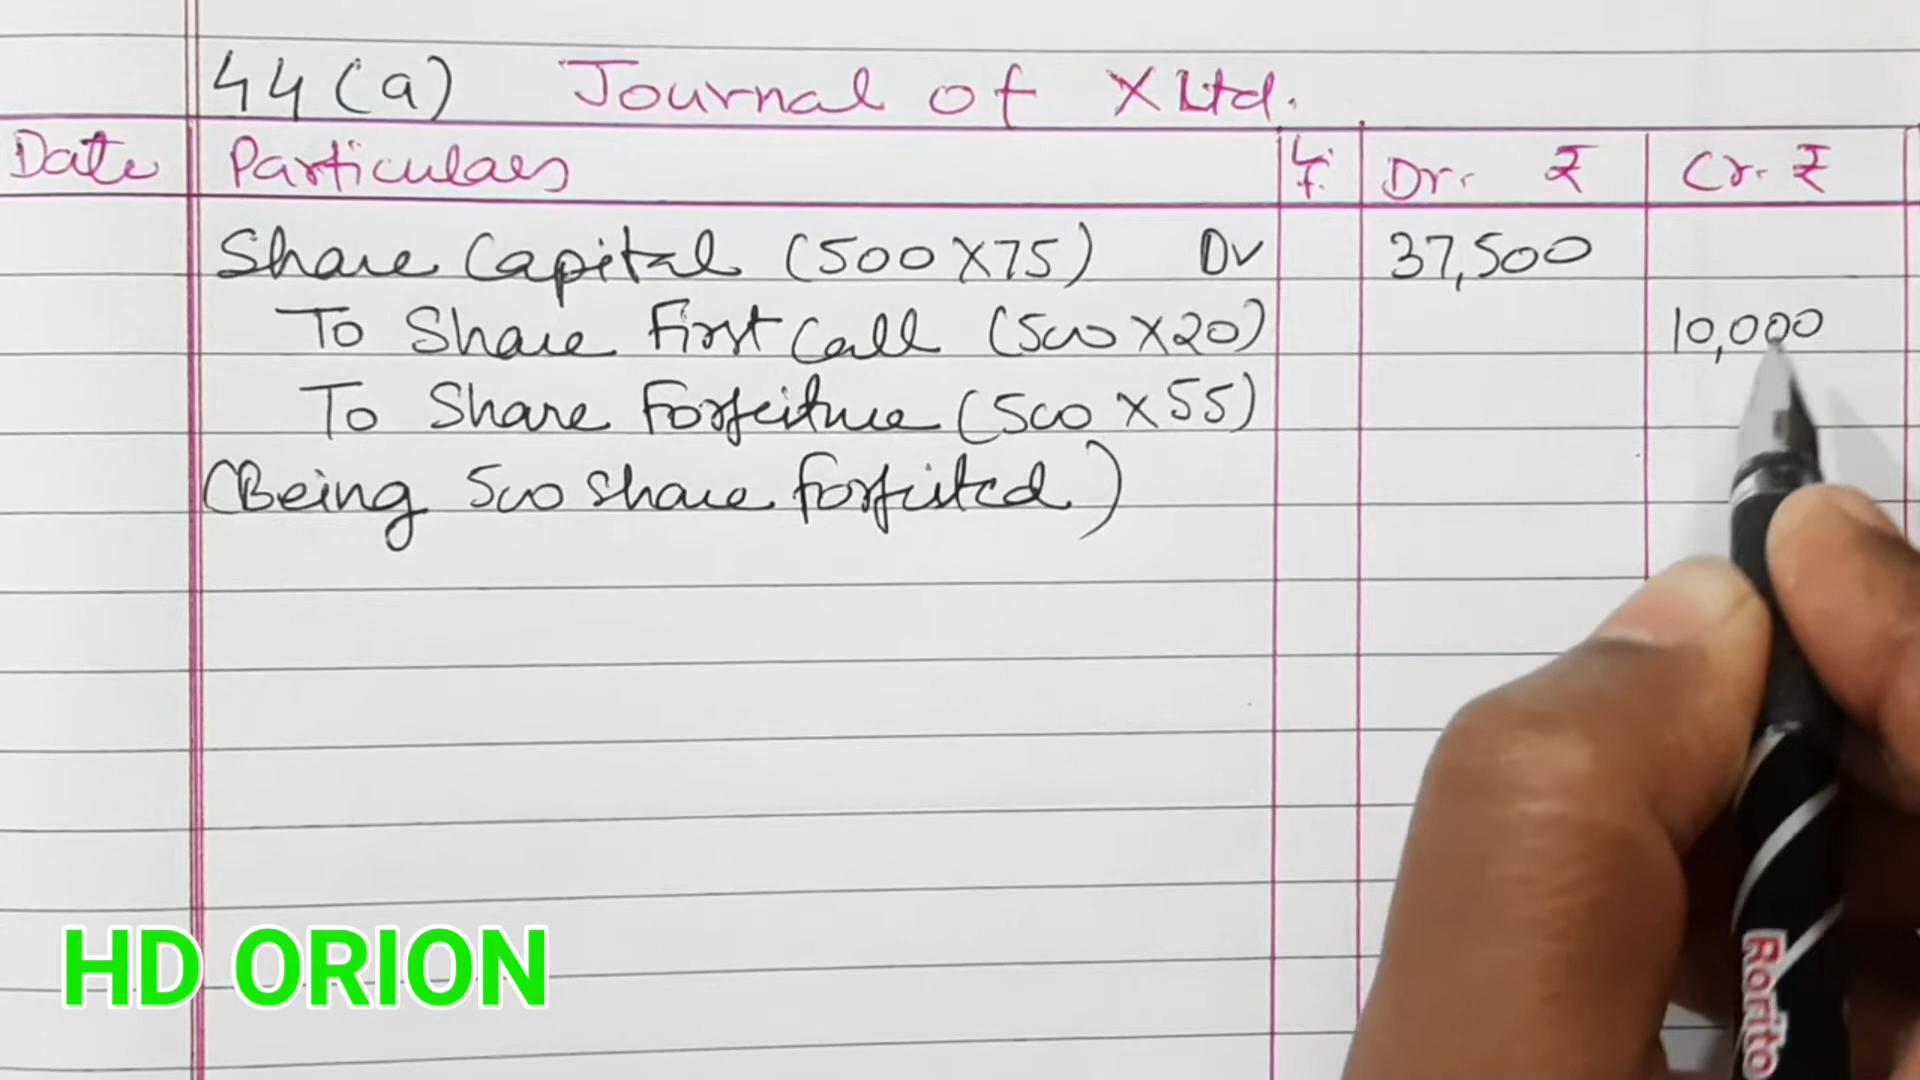 44(a) Journal of X Ltd.
Date Particulars L.f. Dr. ₹ Cr. ₹
Share Capital (500×75) Dr 37,500
To Share First Call (500×20) 10,000
To Share Forfeiture (500×55)
(Being 500 share forfeited)
HD ORION
Rorito